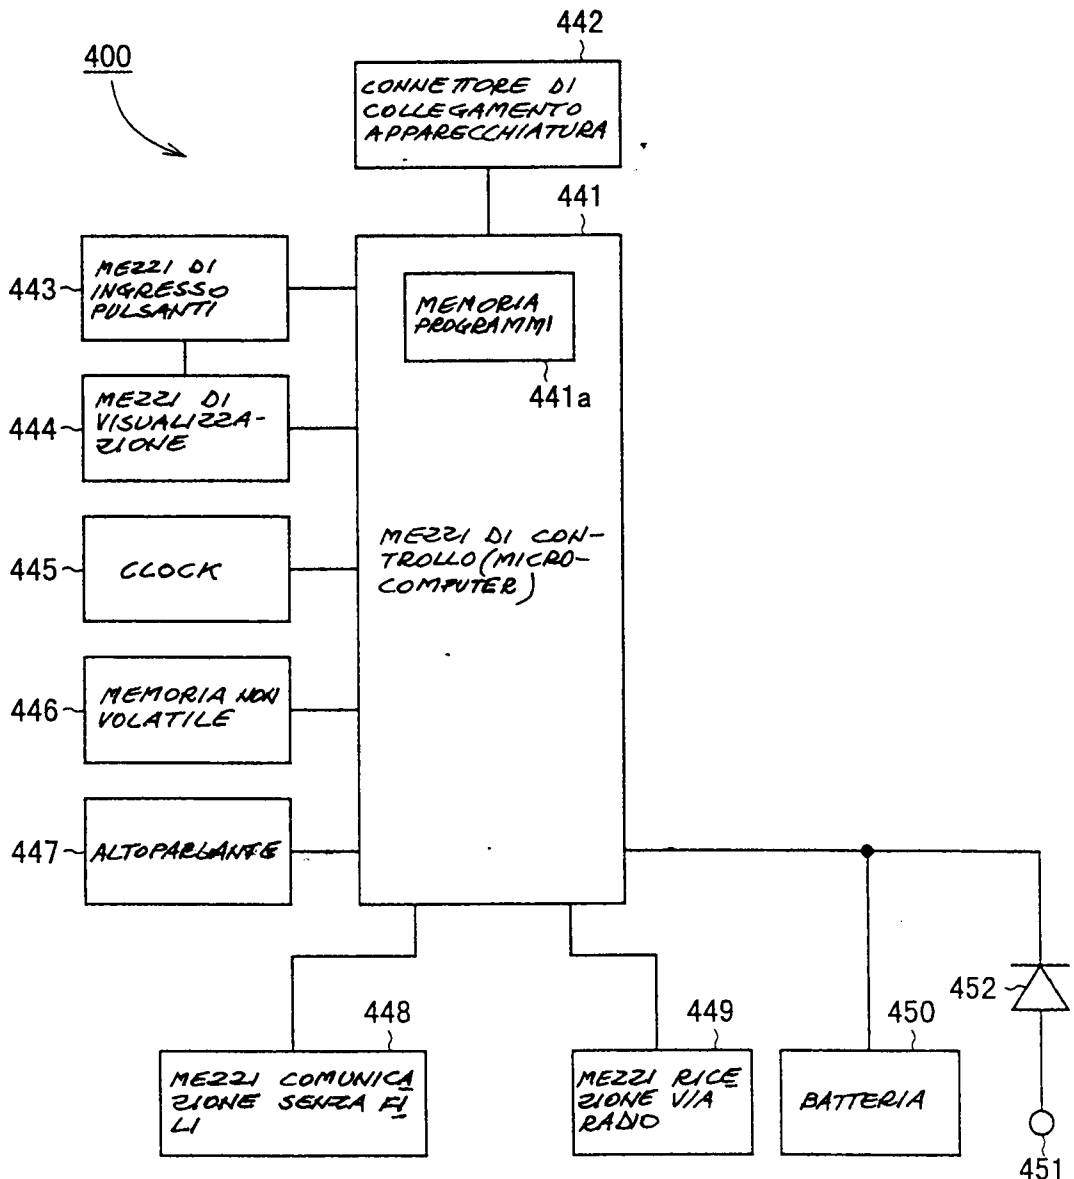 400
442
CONNETTORE DI
COLLEGAMENTO
APPARECCHIATURA
441
443
MEZZI DI
INGRESSO
PULSANTI
MEMORIA
PROGRAMMI
441a
444
MEZZI DI
VISUALIZZA-
ZIONE
445
CLOCK
MEZZI DI CON-
TROLLO (MICRO-
COMPUTER)
446
MEMORIA NON
VOLATILE
447
ALTOPARLANTE
448
MEZZI COMUNICA
ZIONE SENZA FI
LI
449
MEZZI RICE
ZIONE VIA
RADIO
450
BATTERIA
452
451